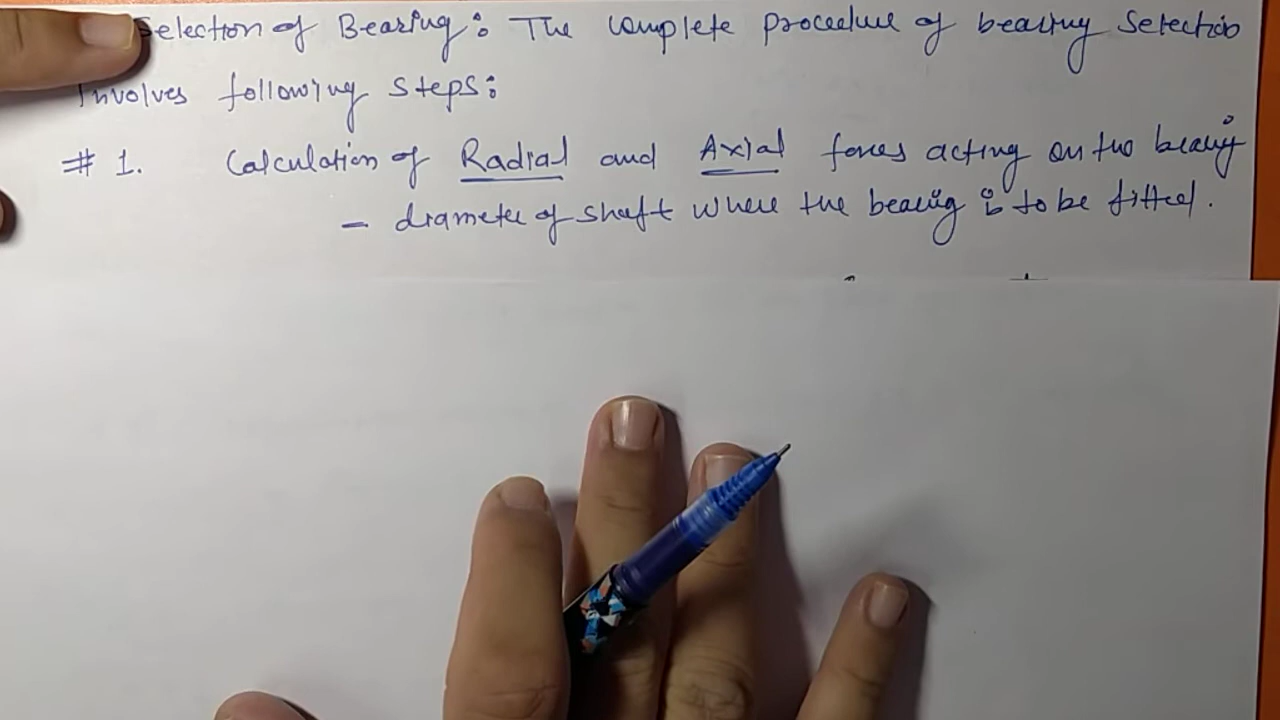 Selection of Bearing: The complete procedure of bearing Selection
involves following steps:
# 1. Calculation of Radial and Axial forces acting on two bearing
- diameter of shaft where the bearing is to be fitted.